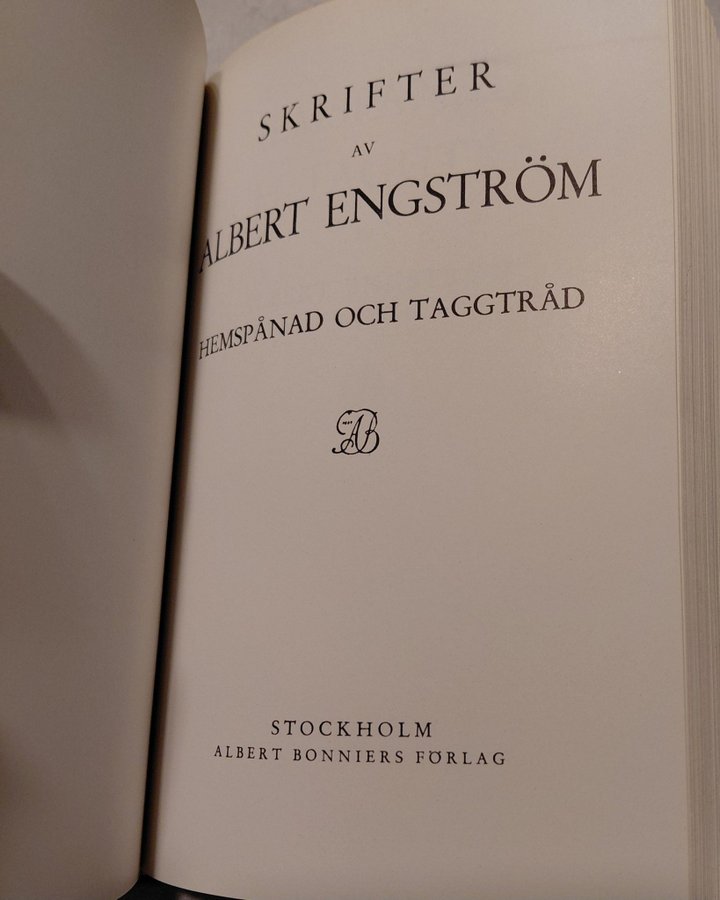 SKRIFTER
AV
ALBERT ENGSTRÖM
HEMSPÅNAD OCH TAGGTRÅD
AB
STOCKHOLM
ALBERT BONNIERS FÖRLAG